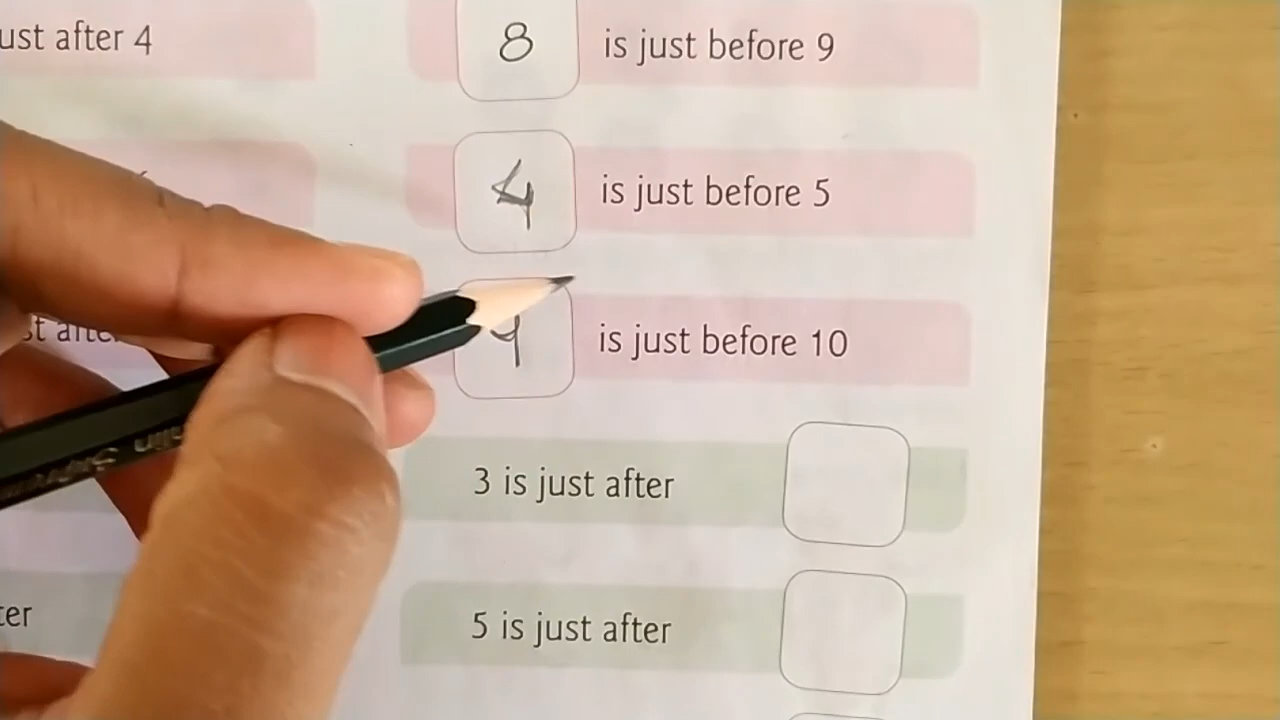 ust after 4
8 is just before 9
4 is just before 5
is just before 10
3 is just after
ter
5 is just after